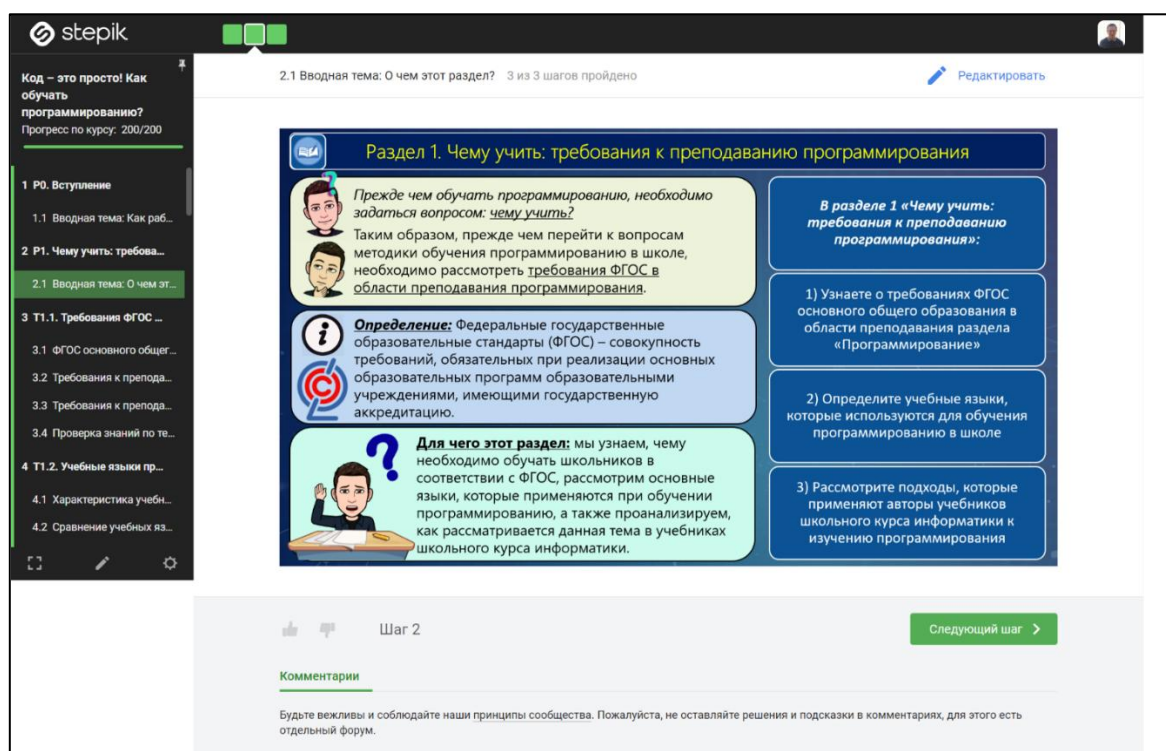 stepik
Код – это просто! Как
обучать
программированию?
Прогресс по курсу: 200/200
1 Р0. Вступление
1.1 Вводная тема: Как раб...
2 Р1. Чему учить: требова...
2.1 Вводная тема: О чем эт...
3 Т1.1. Требования ФГОС ...
3.1 ФГОС основного общег...
3.2 Требования к препода...
3.3 Требования к препода...
3.4 Проверка знаний по те...
4 Т1.2. Учебные языки пр...
4.1 Характеристика учебн...
4.2 Сравнение учебных яз...
2.1 Вводная тема: О чем этот раздел? 3 из 3 шагов пройдено
Редактировать
Раздел 1. Чему учить: требования к преподаванию программирования
Прежде чем обучать программированию, необходимо
задаться вопросом: чему учить?
Таким образом, прежде чем перейти к вопросам
методики обучения программированию в школе,
необходимо рассмотреть требования ФГОС в
области преподавания программирования.
Определение: Федеральные государственные
образовательные стандарты (ФГОС) – совокупность
требований, обязательных при реализации основных
образовательных программ образовательными
учреждениями, имеющими государственную
аккредитацию.
Для чего этот раздел: мы узнаем, чему
необходимо обучать школьников в
соответствии с ФГОС, рассмотрим основные
языки, которые применяются при обучении
программированию, а также проанализируем,
как рассматривается данная тема в учебниках
школьного курса информатики.
В разделе 1 «Чему учить:
требования к преподаванию
программирования»:
1) Узнаете о требованиях ФГОС
основного общего образования в
области преподавания раздела
«Программирование»
2) Определите учебные языки,
которые используются для обучения
программированию в школе
3) Рассмотрите подходы, которые
применяют авторы учебников
школьного курса информатики к
изучению программирования
Шаг 2
Следующий шаг
Комментарии
Будьте вежливы и соблюдайте наши принципы сообщества. Пожалуйста, не оставляйте решения и подсказки в комментариях, для этого есть
отдельный форум.